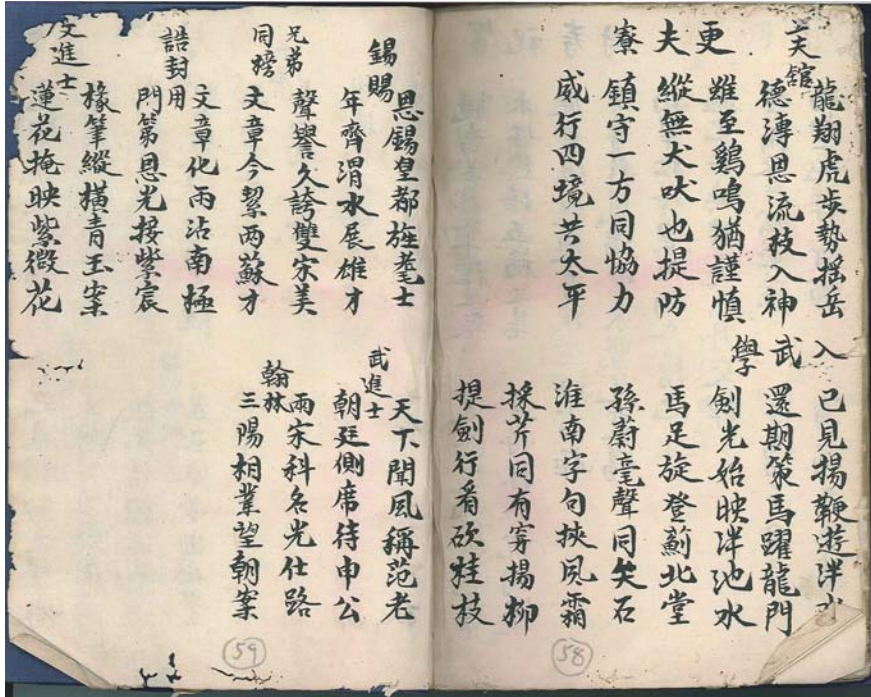 館
龍翔虎步勢搖岳
德溥恩流枝入神
更夫寮
雖至鷄鳴猶謹慎
縱無犬吠也提防
鎮守一方同協力
威行四境共太平
入武學
已見揚鞭遊泮水
還期策馬躍龍門
劍光始映泮池水
馬足旋登薊北堂
孫蔚毫聲同笑石
淮南字句挾風霜
採芹同有穿揚柳
提劍行看砍桂枝
58
錫賜
恩錫皇都旌耄士
年齊渭水展雄才
兄弟同榜
聲譽久誇雙宋美
文章今絜两蘇才
誥封用
文章化雨沾南極
門第恩光接紫宸
文進士
椽筆縱橫青玉案
蓮花掩映紫微花
武進士
天下聞風稱范老
朝廷側席待申公
翰林
兩宋科名光仕路
三陽相業望朝案
59